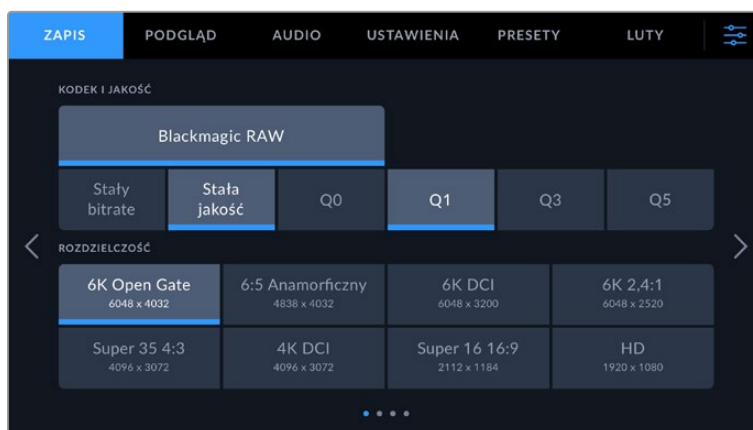 ZAPIS PODGLĄD AUDIO USTAWIENIA PRESETY LUTY
KODEK I JAKOŚĆ
Blackmagic RAW
Stały bitrate Stała jakość Q0 Q1 Q3 Q5
ROZDZIELCZOŚĆ
6K Open Gate 6:5 Anamorficzny 6K DCI 6K 2,4:1
6048 x 4032 4838 x 4032 6048 x 3200 6048 x 2520
Super 35 4:3 4K DCI Super 16 16:9 HD
4096 x 3072 4096 x 3072 2112 x 1184 1920 x 1080